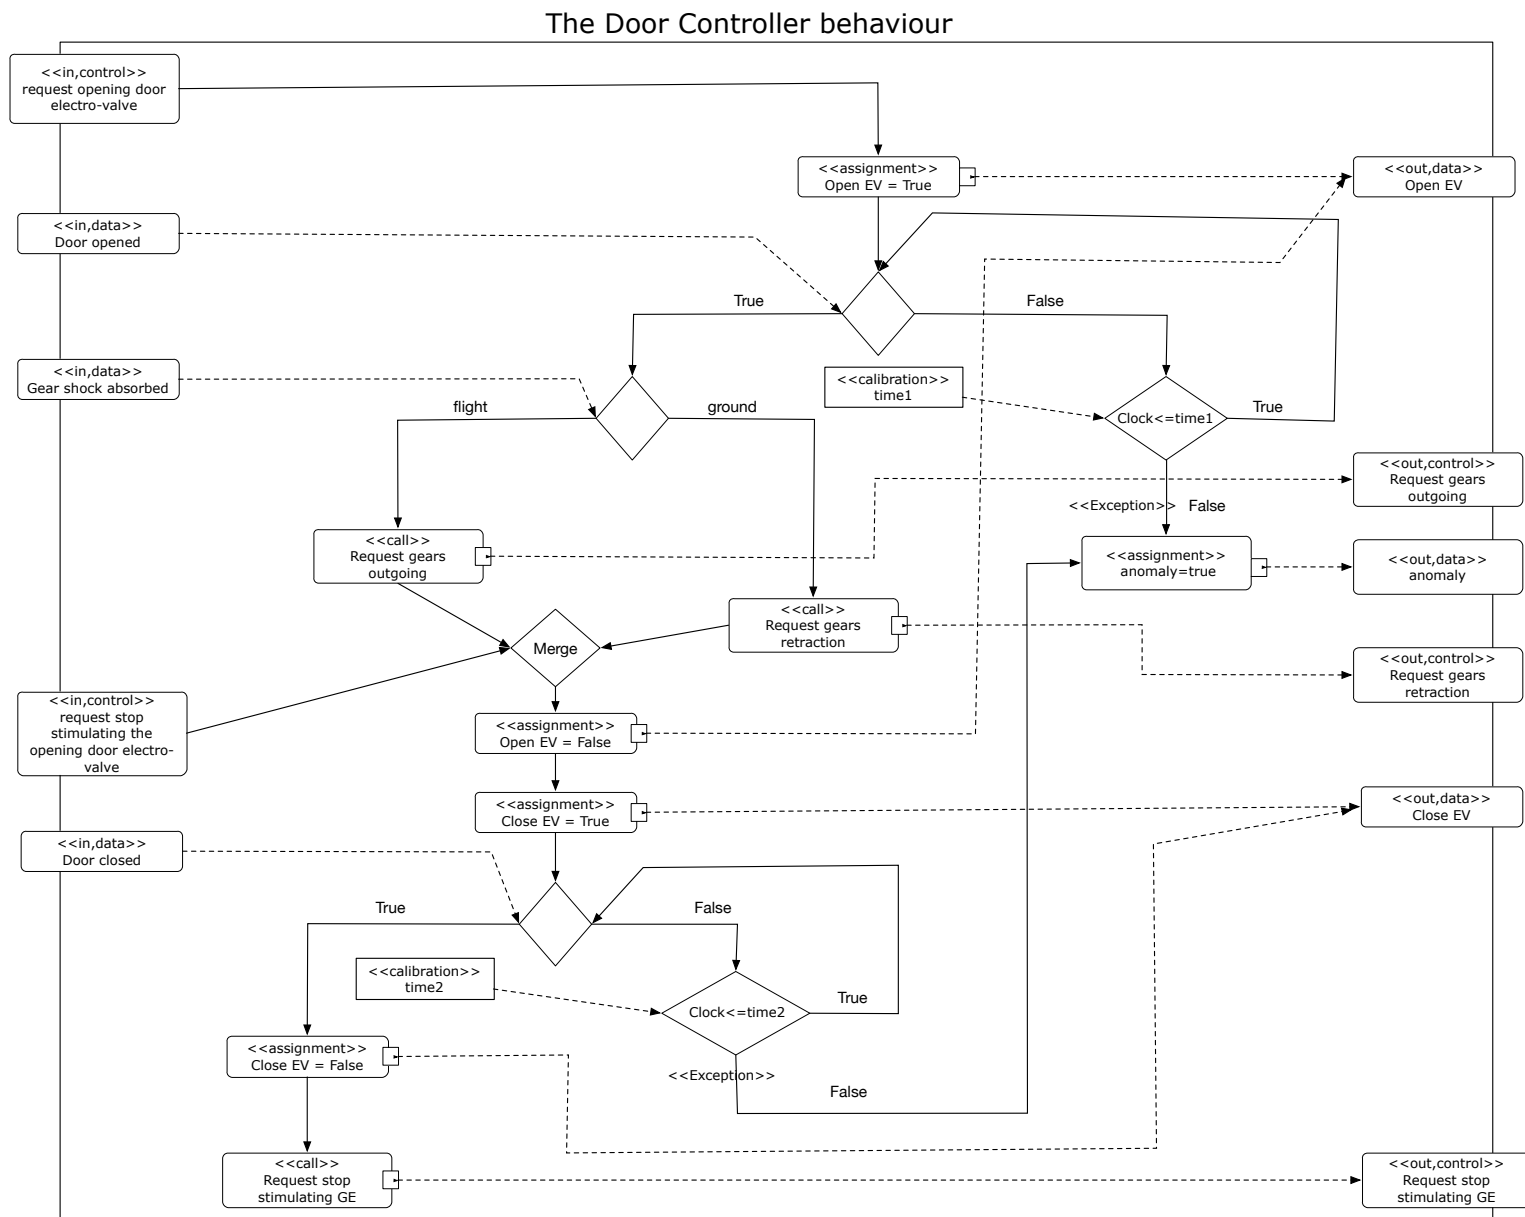 The Door Controller behaviour
<<in,control>>
request opening door
electro-valve
<<assignment>>
Open EV = True
<<out,data>>
Open EV
<<in,data>>
Door opened
True
False
<<in,data>>
Gear shock absorbed
<<calibration>>
time1
flight
ground
Clock<=time1
True
<<out,control>>
Request gears
outgoing
<<Exception>>
False
<<call>>
Request gears
outgoing
<<assignment>>
anomaly=true
<<out,data>>
anomaly
<<call>>
Request gears
retraction
Merge
<<out,control>>
Request gears
retraction
<<in,control>>
request stop
stimulating the
opening door electro-
valve
<<assignment>>
Open EV = False
<<assignment>>
Close EV = True
<<out,data>>
Close EV
<<in,data>>
Door closed
True
False
<<calibration>>
time2
Clock<=time2
True
<<assignment>>
Close EV = False
<<Exception>>
False
<<call>>
Request stop
stimulating GE
<<out,control>>
Request stop
stimulating GE